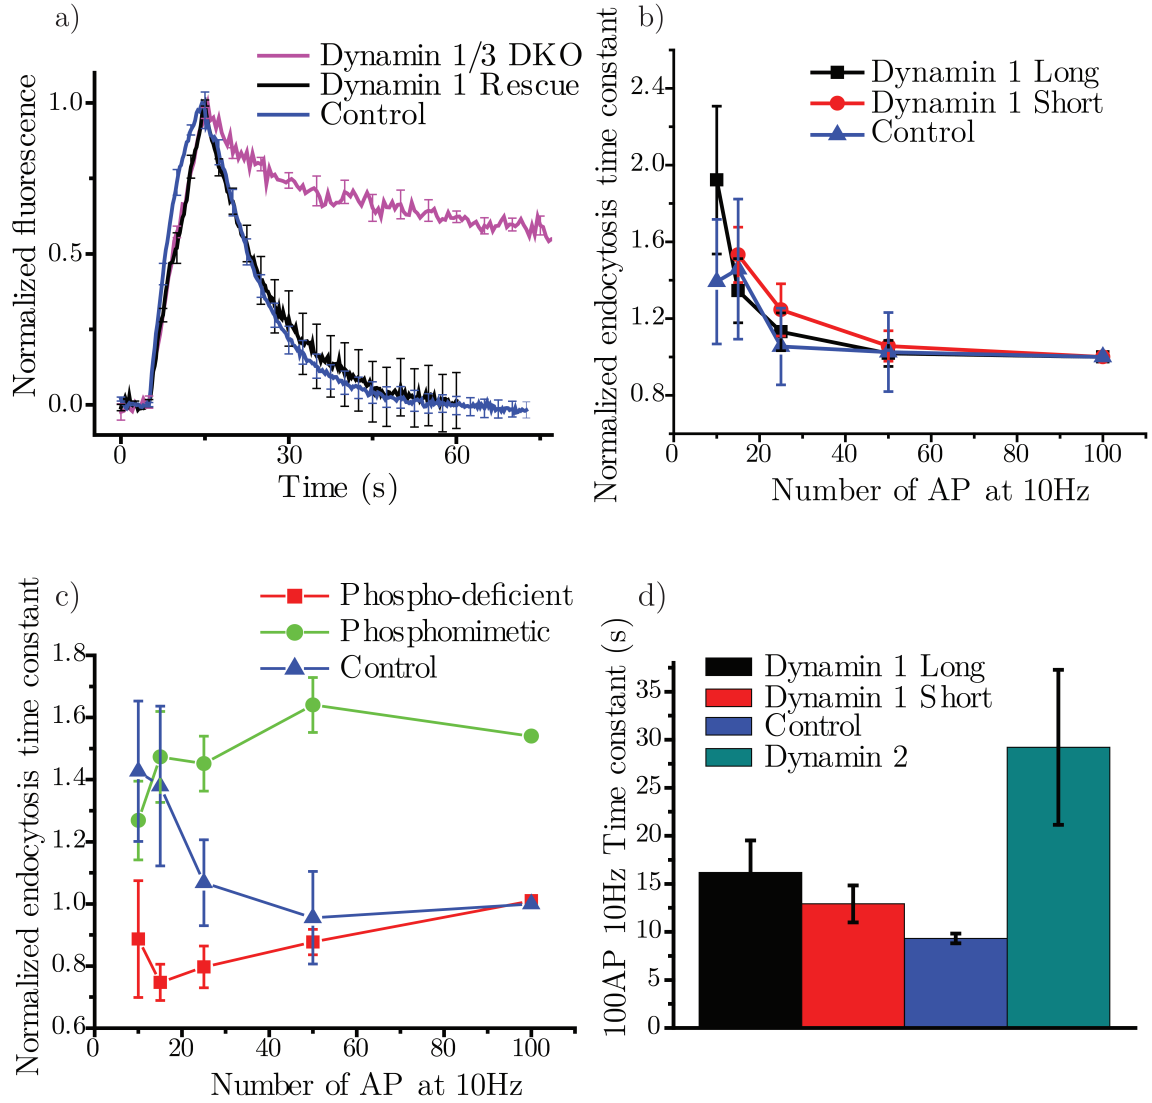 a)
Dynamin 1/3 DKO
Dynamin 1 Rescue
Control
Normalized fluorescence
1.0
0.5
0.0
0
30
60
Time (s)
b)
Dynamin 1 Long
Dynamin 1 Short
Control
Normalized endocytosis time constant
2.4
2.0
1.6
1.2
0.8
0
20
40
60
80
100
Number of AP at 10Hz
c)
Phospho-deficient
Phosphomimetic
Control
Normalized endocytosis time constant
1.8
1.6
1.4
1.2
1.0
0.8
0.6
0
20
40
60
80
100
Number of AP at 10Hz
d)
Dynamin 1 Long
Dynamin 1 Short
Control
Dynamin 2
100AP 10Hz Time constant (s)
35
30
25
20
15
10
5
0